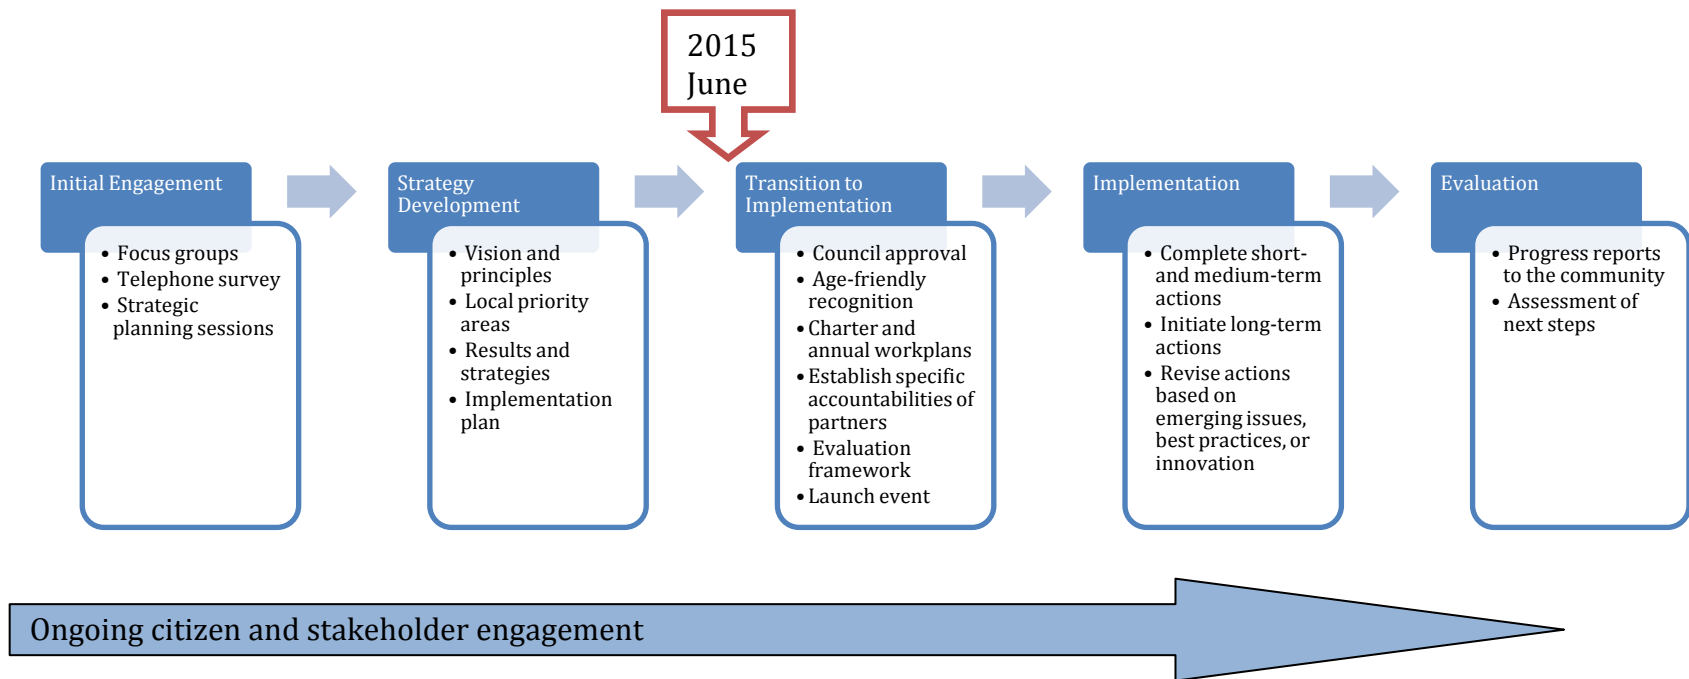 2015
June
Initial Engagement
• Focus groups
• Telephone survey
• Strategic
planning sessions
Strategy
Development
• Vision and
principles
• Local priority
areas
• Results and
strategies
• Implementation
plan
Transition to
Implementation
• Council approval
• Age-friendly
recognition
• Charter and
annual workplans
• Establish specific
accountabilities of
partners
• Evaluation
framework
• Launch event
Implementation
• Complete short-
and medium-term
actions
• Initiate long-term
actions
• Revise actions
based on
emerging issues,
best practices, or
innovation
Evaluation
• Progress reports
to the community
• Assessment of
next steps
Ongoing citizen and stakeholder engagement